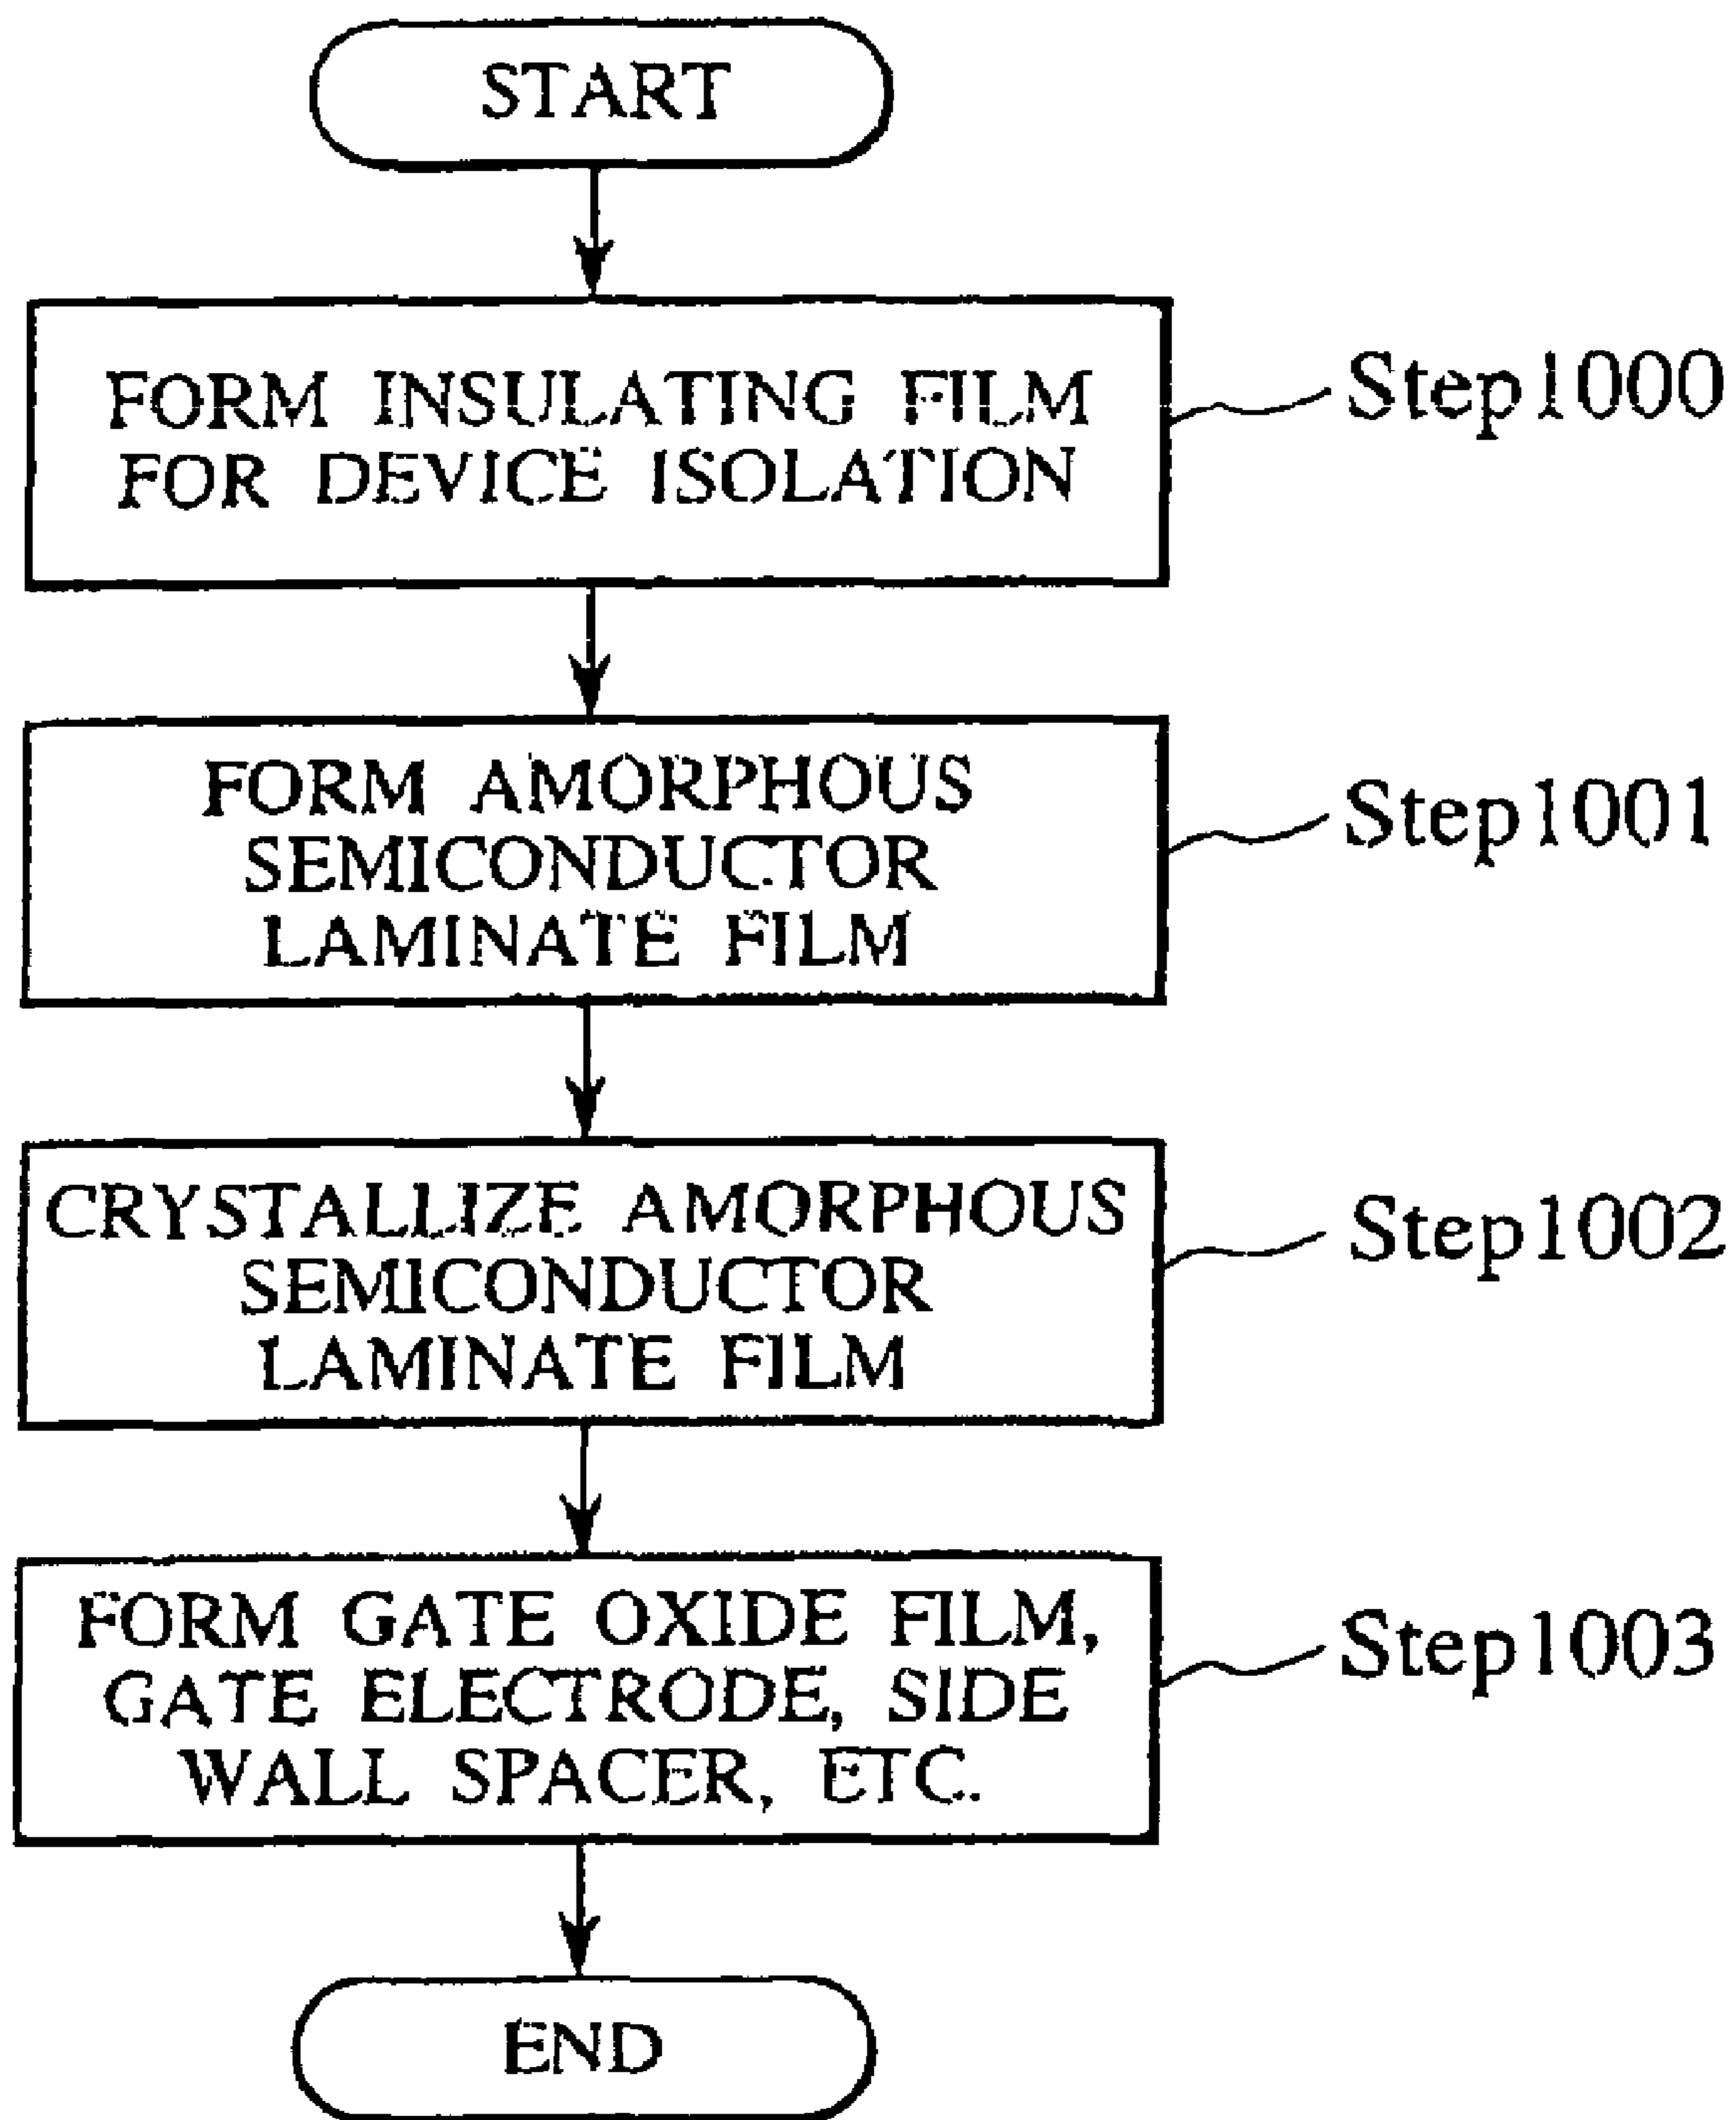 START
FORM INSULATING FILM
FOR DEVICE ISOLATION
Step1000
FORM AMORPHOUS
SEMICONDUCTOR
LAMINATE FILM
Step1001
CRYSTALLIZE AMORPHOUS
SEMICONDUCTOR
LAMINATE FILM
Step1002
FORM GATE OXIDE FILM,
GATE ELECTRODE, SIDE
WALL SPACER, ETC.
Step1003
END